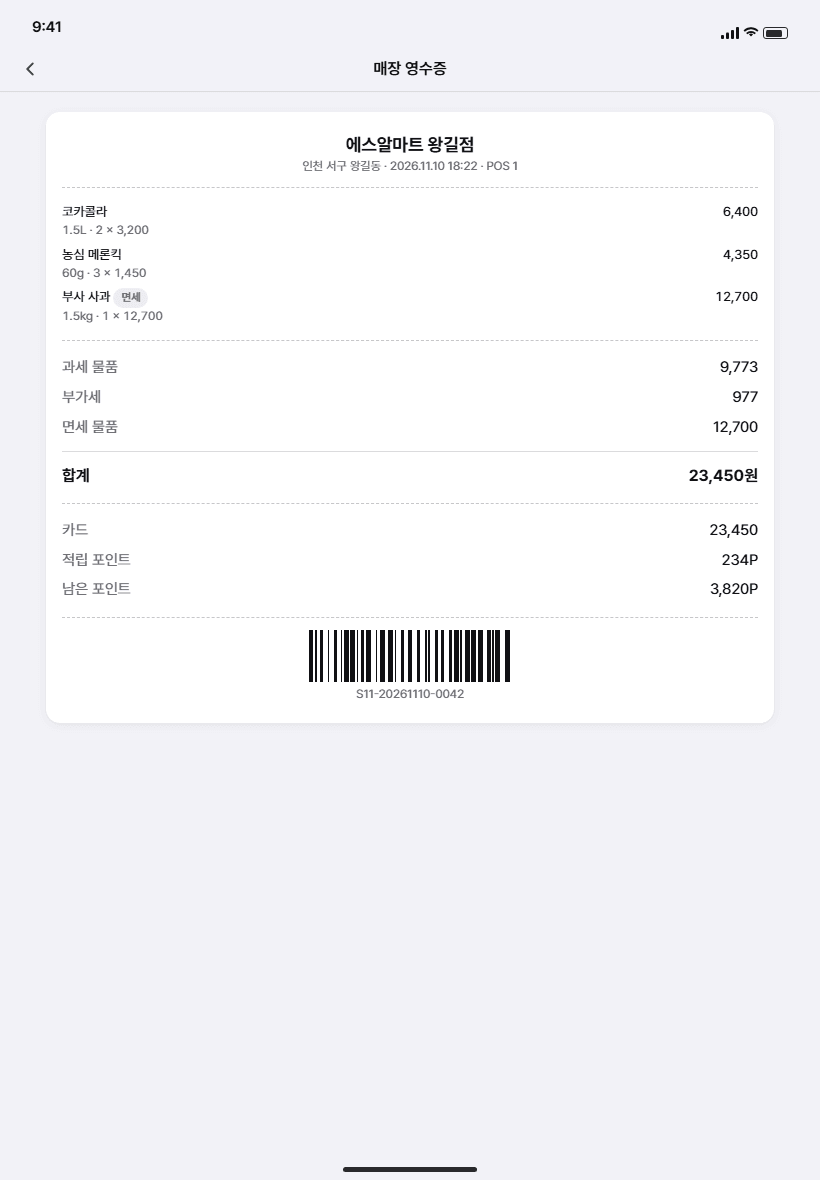 9:41
매장 영수증
에스알마트 왕길점
인천 서구 왕길동 · 2026.11.10 18:22 · POS 1
코카콜라 6,400
1.5L · 2 × 3,200
농심 메론킥 4,350
60g · 3 × 1,450
부사 사과 면세 12,700
1.5kg · 1 × 12,700
과세 물품 9,773
부가세 977
면세 물품 12,700
합계 23,450원
카드 23,450
적립 포인트 234P
남은 포인트 3,820P
S11-20261110-0042